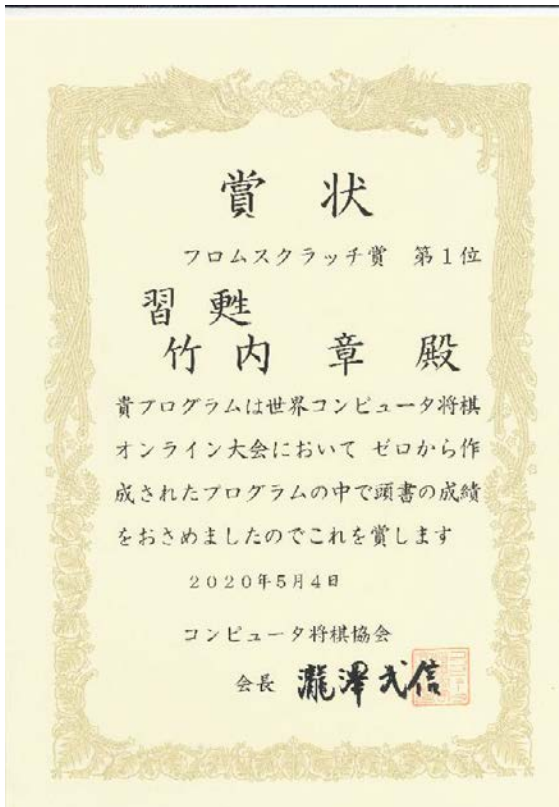 賞 状
フロムスクラッチ賞 第1位
習甦
竹内 章 殿
貴プログラムは世界コンピュータ将棋
オンライン大会において ゼロから作
成されたプログラムの中で頭書の成績
をおさめましたのでこれを賞します
2020年5月4日
コンピュータ将棋協会
会長 瀧澤武信